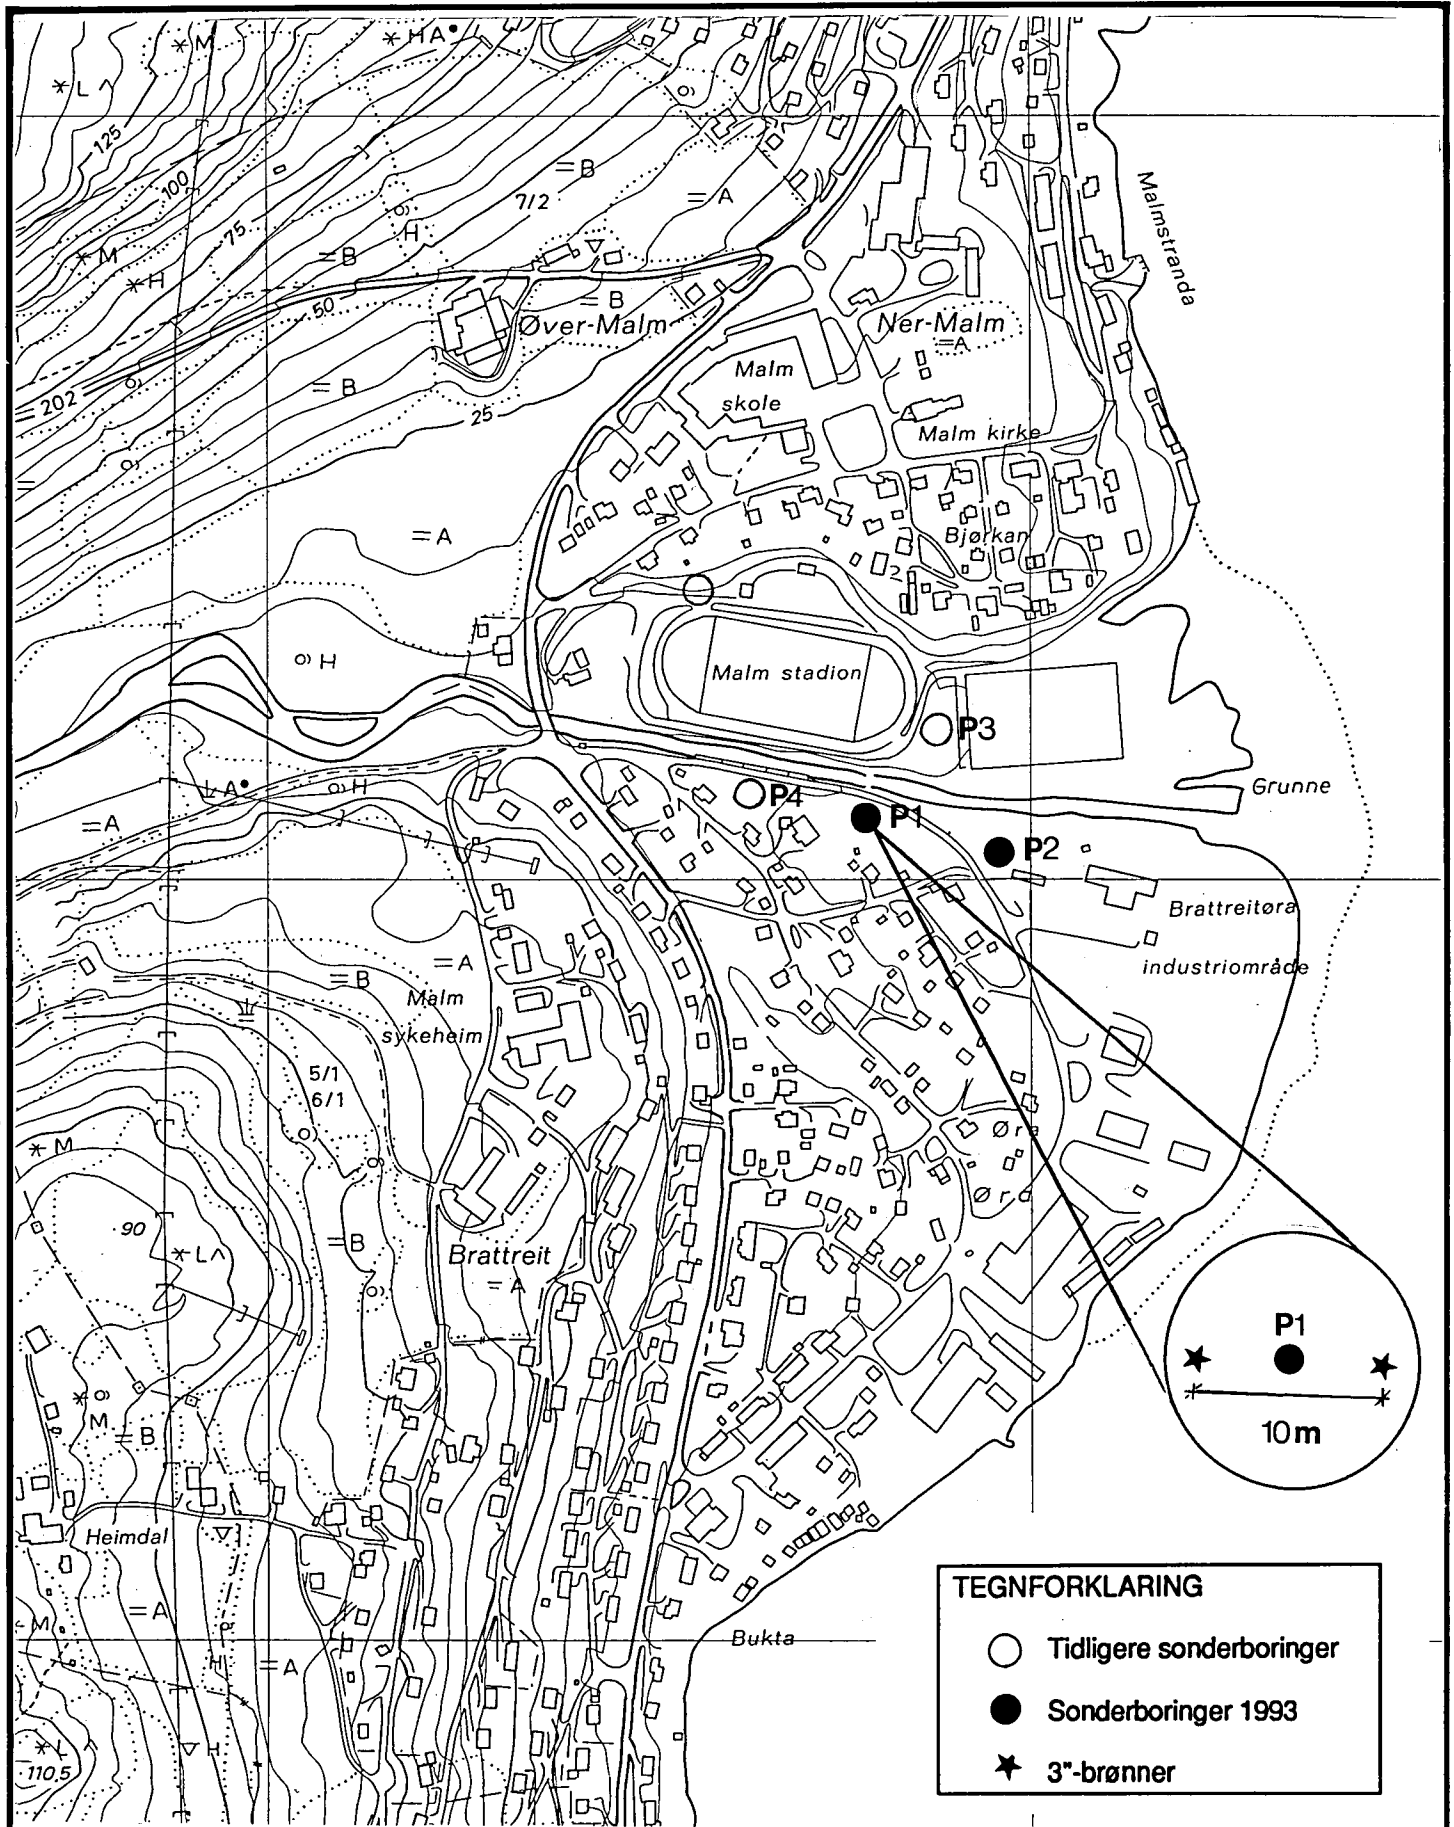 M
HA
L
125
100
75
= B
7/2
= A
H
M
H
= B
50
= B
Øver-Malm
Ner-Malm
=A
Malmstranda
Malm
skole
= B
202
25
Malm kirke
= A
Bjørkan
H
Malm stadion
P3
Grunne
A
H
P4
P1
P2
= A
Brattreitøra
industriområde
= B
= A
Malm
sykeheim
5/1
6/1
M
Øra
Øra
90
L
= B
Brattreit
= A
P1
10m
M
= B
Heimdal
= A
M
H
= A
Bukta
L
H
110,5
TEGNFORKLARING
Tidligere sonderboringer
Sonderboringer 1993
3"-brønner